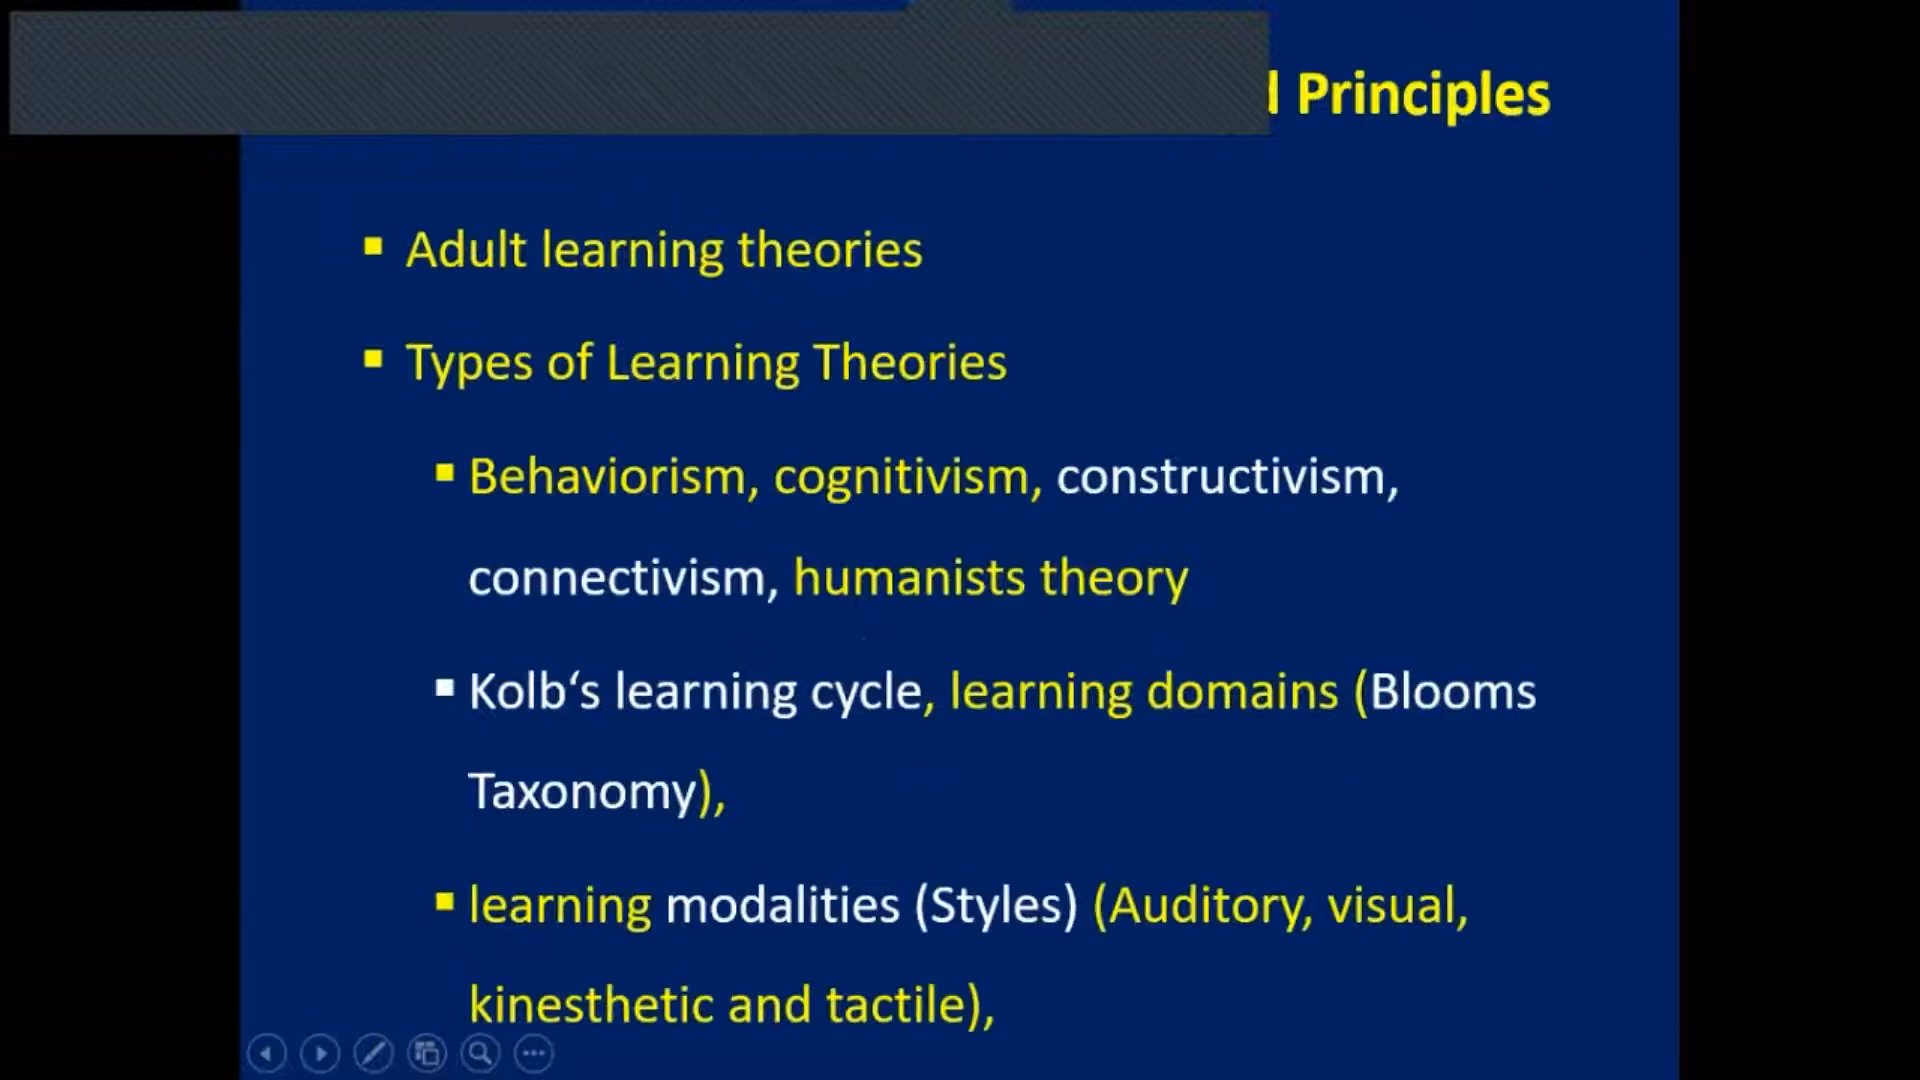 Principles
▪ Adult learning theories
▪ Types of Learning Theories
▪ Behaviorism, cognitivism, constructivism,
connectivism, humanists theory
▪ Kolb‘s learning cycle, learning domains (Blooms
Taxonomy),
▪ learning modalities (Styles) (Auditory, visual,
kinesthetic and tactile),